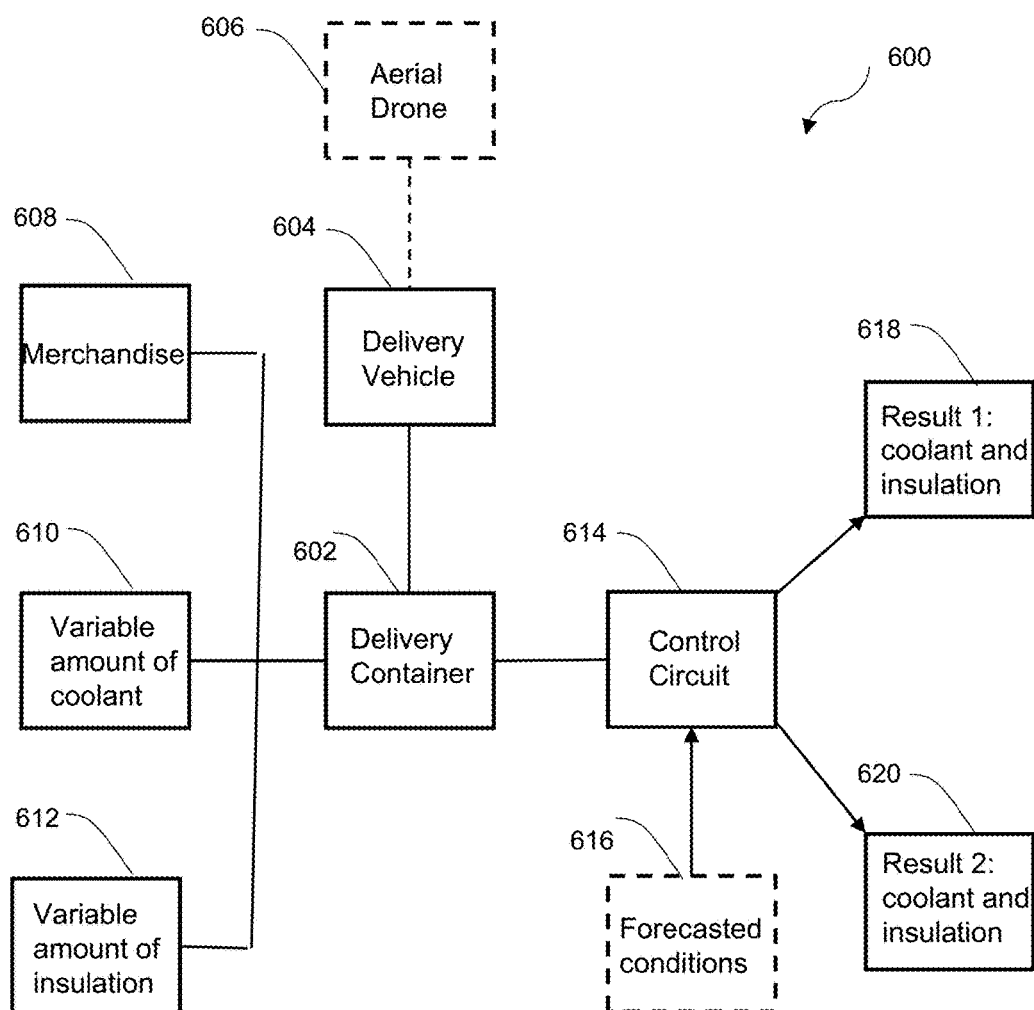 606
Aerial
Drone
600
608
604
Merchandise
Delivery
Vehicle
618
Result 1:
coolant and
insulation
610
602
614
Variable
amount of
coolant
Delivery
Container
Control
Circuit
612
616
620
Variable
amount of
insulation
Forecasted
conditions
Result 2:
coolant and
insulation